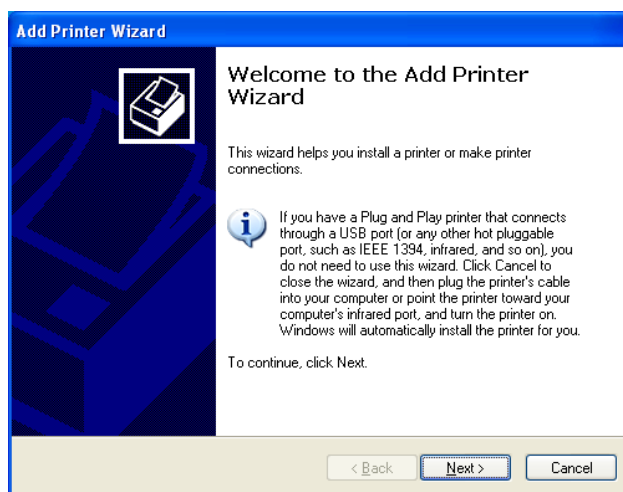 Add Printer Wizard
Welcome to the Add Printer
Wizard
This wizard helps you install a printer or make printer
connections.
If you have a Plug and Play printer that connects
through a USB port (or any other hot pluggable
port, such as IEEE 1394, infrared, and so on), you
do not need to use this wizard. Click Cancel to
close the wizard, and then plug the printer's cable
into your computer or point the printer toward your
computer's infrared port, and turn the printer on.
Windows will automatically install the printer for you.
To continue, click Next.
< Back Next > Cancel